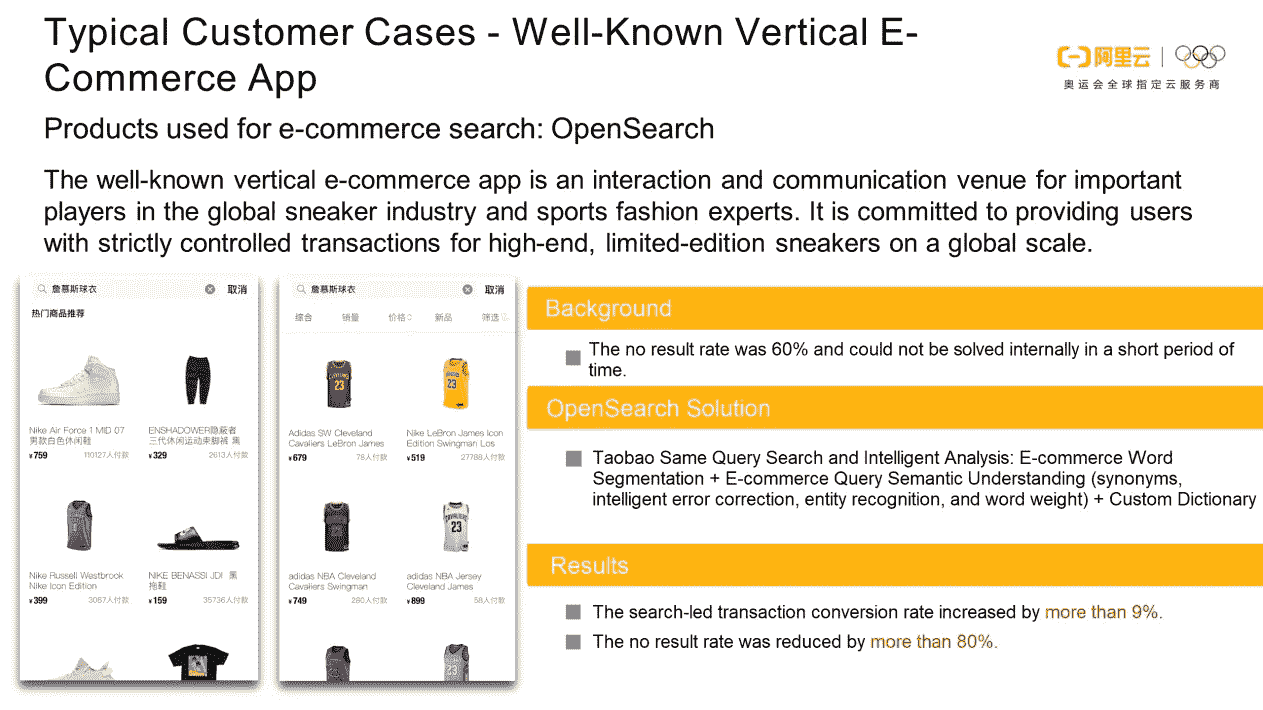 Typical Customer Cases - Well-Known Vertical E-
Commerce App
阿里云
奥运会全球指定云服务商
Products used for e-commerce search: OpenSearch
The well-known vertical e-commerce app is an interaction and communication venue for important
players in the global sneaker industry and sports fashion experts. It is committed to providing users
with strictly controlled transactions for high-end, limited-edition sneakers on a global scale.
詹慕斯球衣 取消
热门商品推荐
Nike Air Force 1 MID 07
男款白色休闲鞋
¥759 110127人付款
ENSHADOWER隐蔽者
三代休闲运动束脚裤 集
¥329 2613人付款
Nike Russell Westbrook
Nike Icon Edition
¥399 3067人付款
NIKE BENASSI JDI 黑
拖鞋
¥159 35736人付款
詹慕斯球衣 取消
综合 销量 价格 新品 筛选
Adidas SW Cleveland
Cavaliers LeBron James
¥679 78人付款
Nike LeBron James Icon
Edition Swingman Los
¥519 27788人付款
adidas NBA Cleveland
Cavaliers Swingman
¥749 280人付款
adidas NBA Jersey
Cleveland James
¥899 58人付款
Background
The no result rate was 60% and could not be solved internally in a short period of
time.
OpenSearch Solution
Taobao Same Query Search and Intelligent Analysis: E-commerce Word
Segmentation + E-commerce Query Semantic Understanding (synonyms,
intelligent error correction, entity recognition, and word weight) + Custom Dictionary
Results
The search-led transaction conversion rate increased by more than 9%.
The no result rate was reduced by more than 80%.